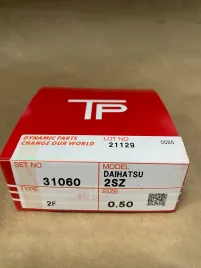 TP
DYNAMIC PARTS
CHANGE OUR WORLD
LOT NO
21129
0086
SET NO
31060
MODEL
DAIHATSU
2SZ
TYPE
2F
SIZE
0.50